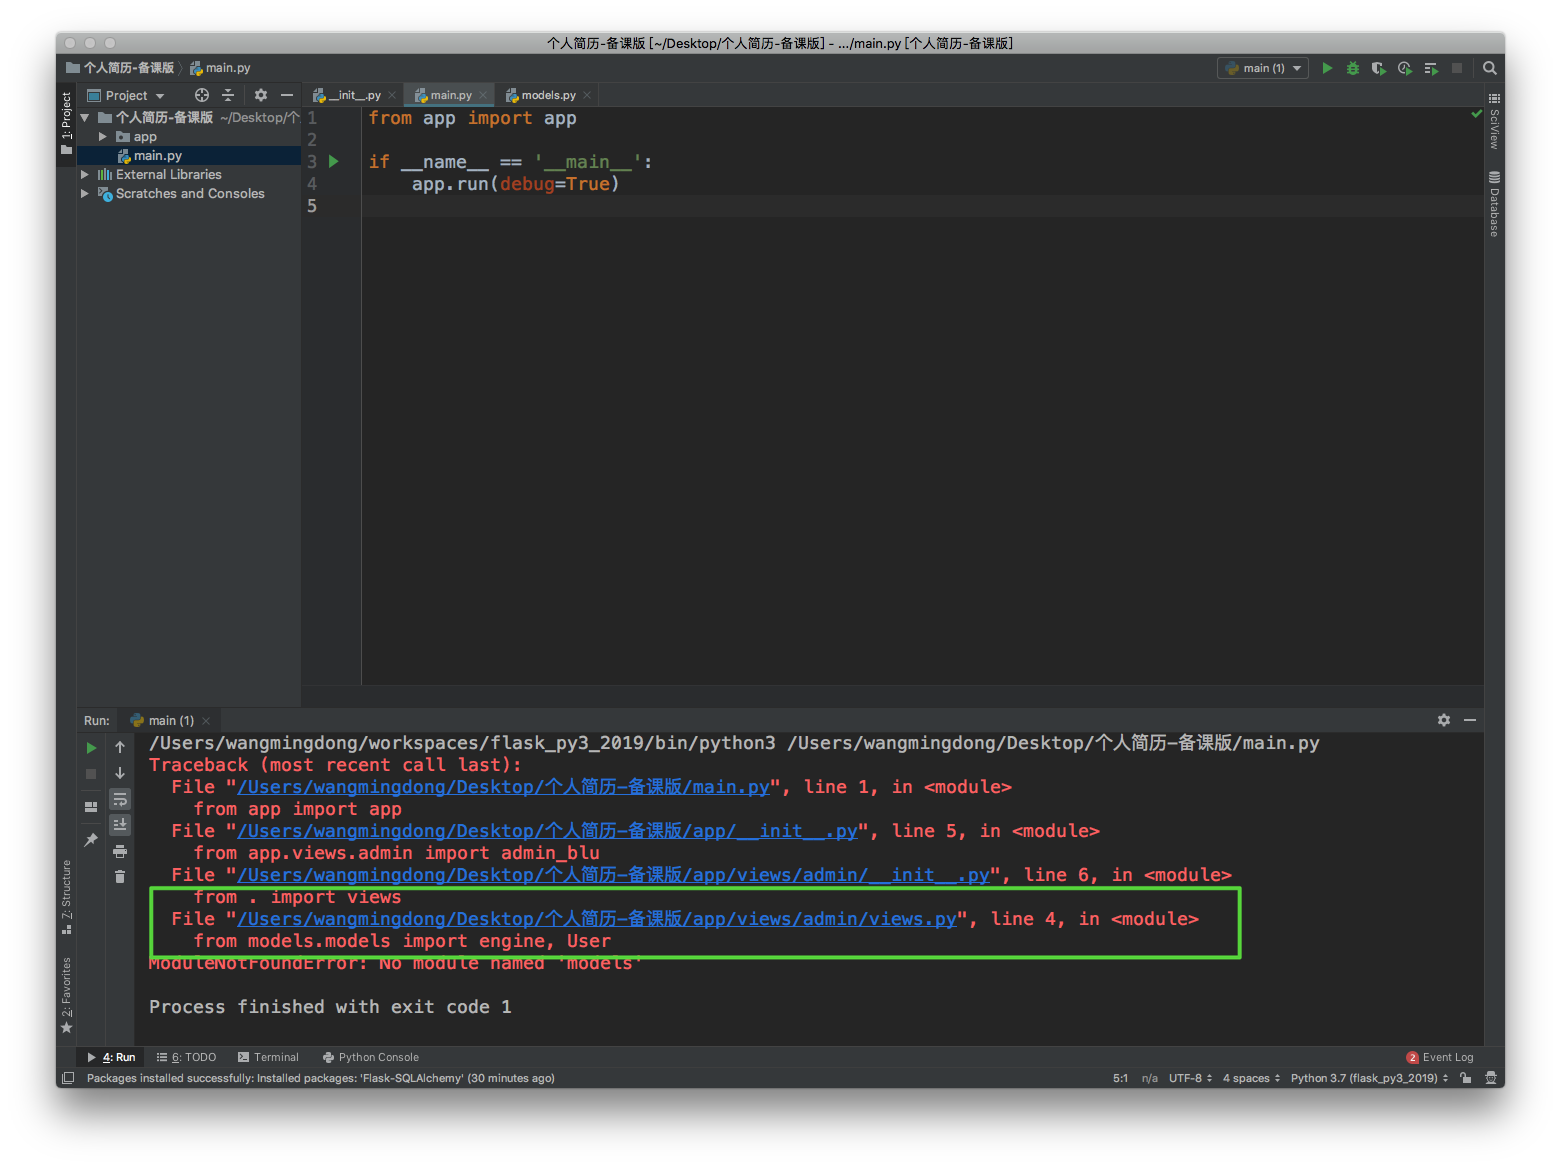 个人简历-备课版 [~/Desktop/个人简历-备课版] - .../main.py [个人简历-备课版]
个人简历-备课版 main.py main (1)
1: Project
Project
__init__.py main.py models.py
个人简历-备课版 ~/Desktop/个
app
main.py
External Libraries
Scratches and Consoles
1 from app import app
2
3 if __name__ == '__main__':
4 app.run(debug=True)
5
SciView
Database
Run: main (1)
/Users/wangmingdong/workspaces/flask_py3_2019/bin/python3 /Users/wangmingdong/Desktop/个人简历-备课版/main.py
Traceback (most recent call last):
File "/Users/wangmingdong/Desktop/个人简历-备课版/main.py", line 1, in <module>
from app import app
File "/Users/wangmingdong/Desktop/个人简历-备课版/app/__init__.py", line 5, in <module>
from app.views.admin import admin_blu
File "/Users/wangmingdong/Desktop/个人简历-备课版/app/views/admin/__init__.py", line 6, in <module>
from . import views
File "/Users/wangmingdong/Desktop/个人简历-备课版/app/views/admin/views.py", line 4, in <module>
from models.models import engine, User
ModuleNotFoundError: No module named 'models'
Process finished with exit code 1
Z: Structure
2: Favorites
4: Run 6: TODO Terminal Python Console 2 Event Log
Packages installed successfully: Installed packages: 'Flask-SQLAlchemy' (30 minutes ago) 5:1 n/a UTF-8 4 spaces Python 3.7 (flask_py3_2019)